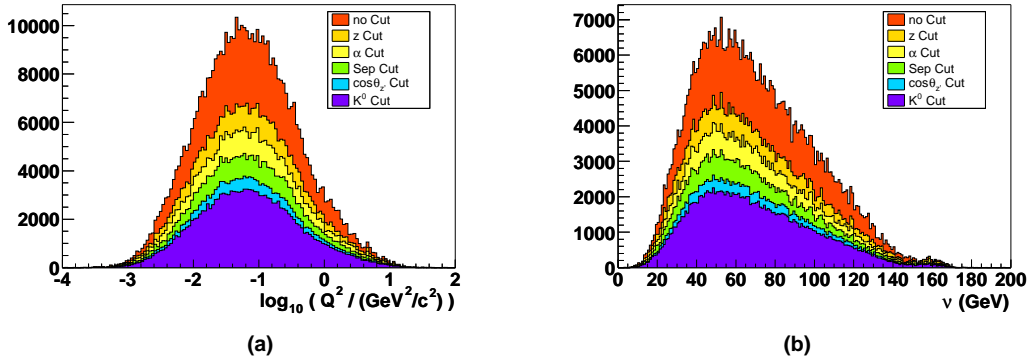 10000
8000
6000
4000
2000
0
-4 -3 -2 -1 0 1 2
log₁₀ ( Q² / (GeV²/c²) )
no Cut
z Cut
α Cut
Sep Cut
cosθ_z' Cut
K⁰ Cut
(a)
7000
6000
5000
4000
3000
2000
1000
0
0 20 40 60 80 100 120 140 160 180 200
ν (GeV)
no Cut
z Cut
α Cut
Sep Cut
cosθ_z' Cut
K⁰ Cut
(b)